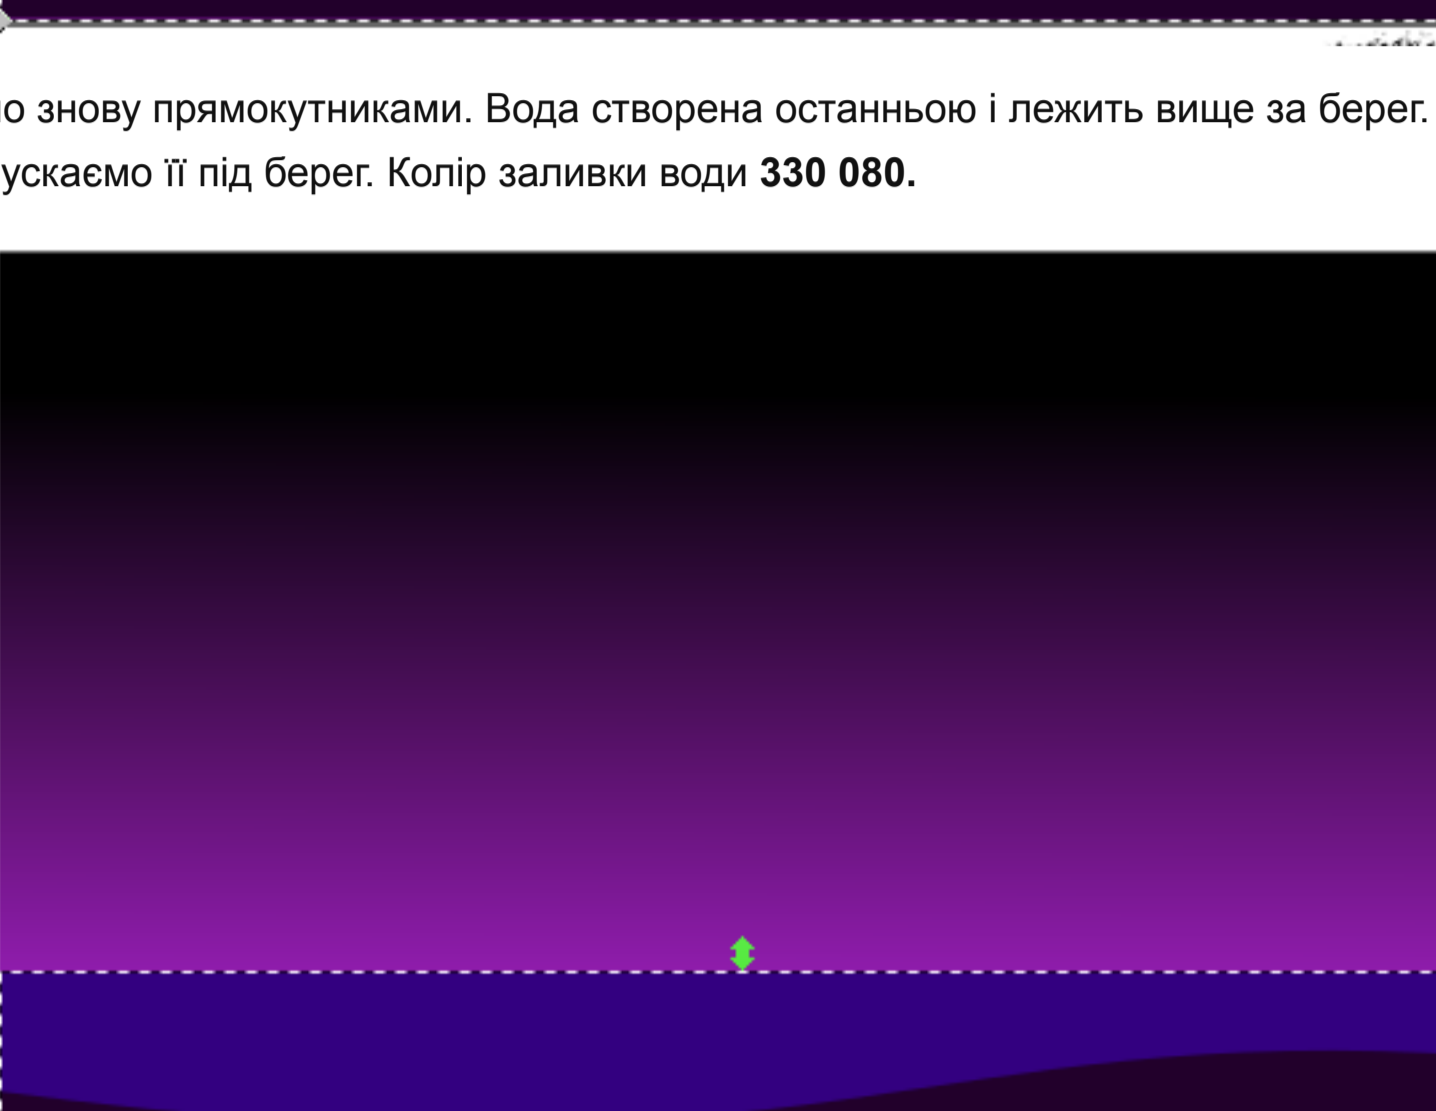 знову прямокутниками. Вода створена останньою і лежить вище за берег.
ускаємо її під берег. Колір заливки води 330 080.